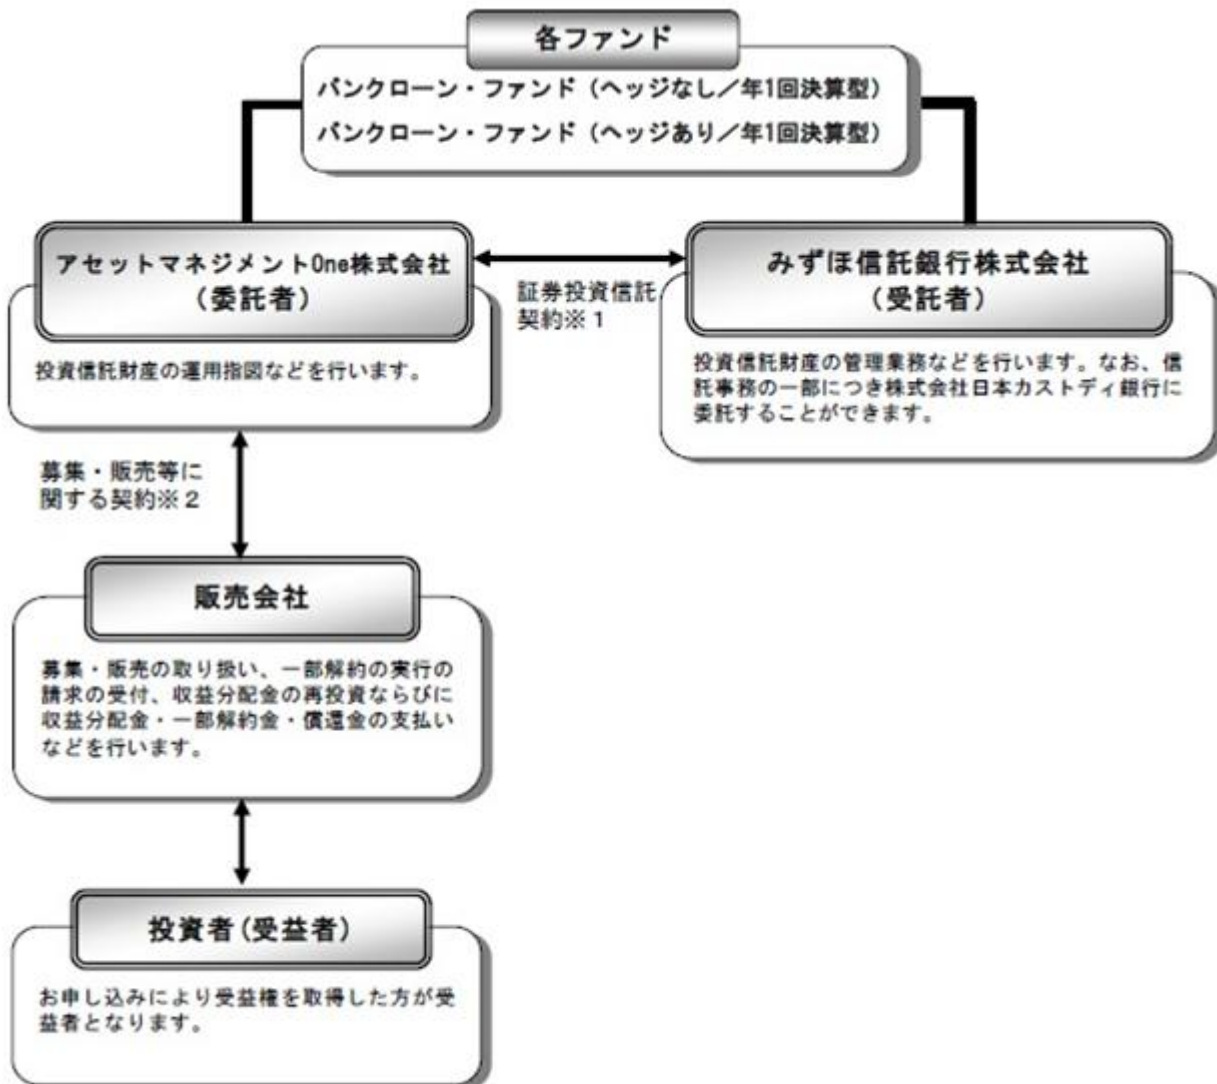 各ファンド
バンクローン・ファンド（ヘッジなし／年1回決算型）
バンクローン・ファンド（ヘッジあり／年1回決算型）
アセットマネジメントOne株式会社
（委託者）
投資信託財産の運用指図などを行います。
証券投資信託
契約※１
みずほ信託銀行株式会社
（受託者）
投資信託財産の管理業務などを行います。なお、信
託事務の一部につき株式会社日本カストディ銀行に
委託することができます。
募集・販売等に
関する契約※２
販売会社
募集・販売の取り扱い、一部解約の実行の
請求の受付、収益分配金の再投資ならびに
収益分配金・一部解約金・償還金の支払い
などを行います。
投資者(受益者)
お申し込みにより受益権を取得した方が受
益者となります。